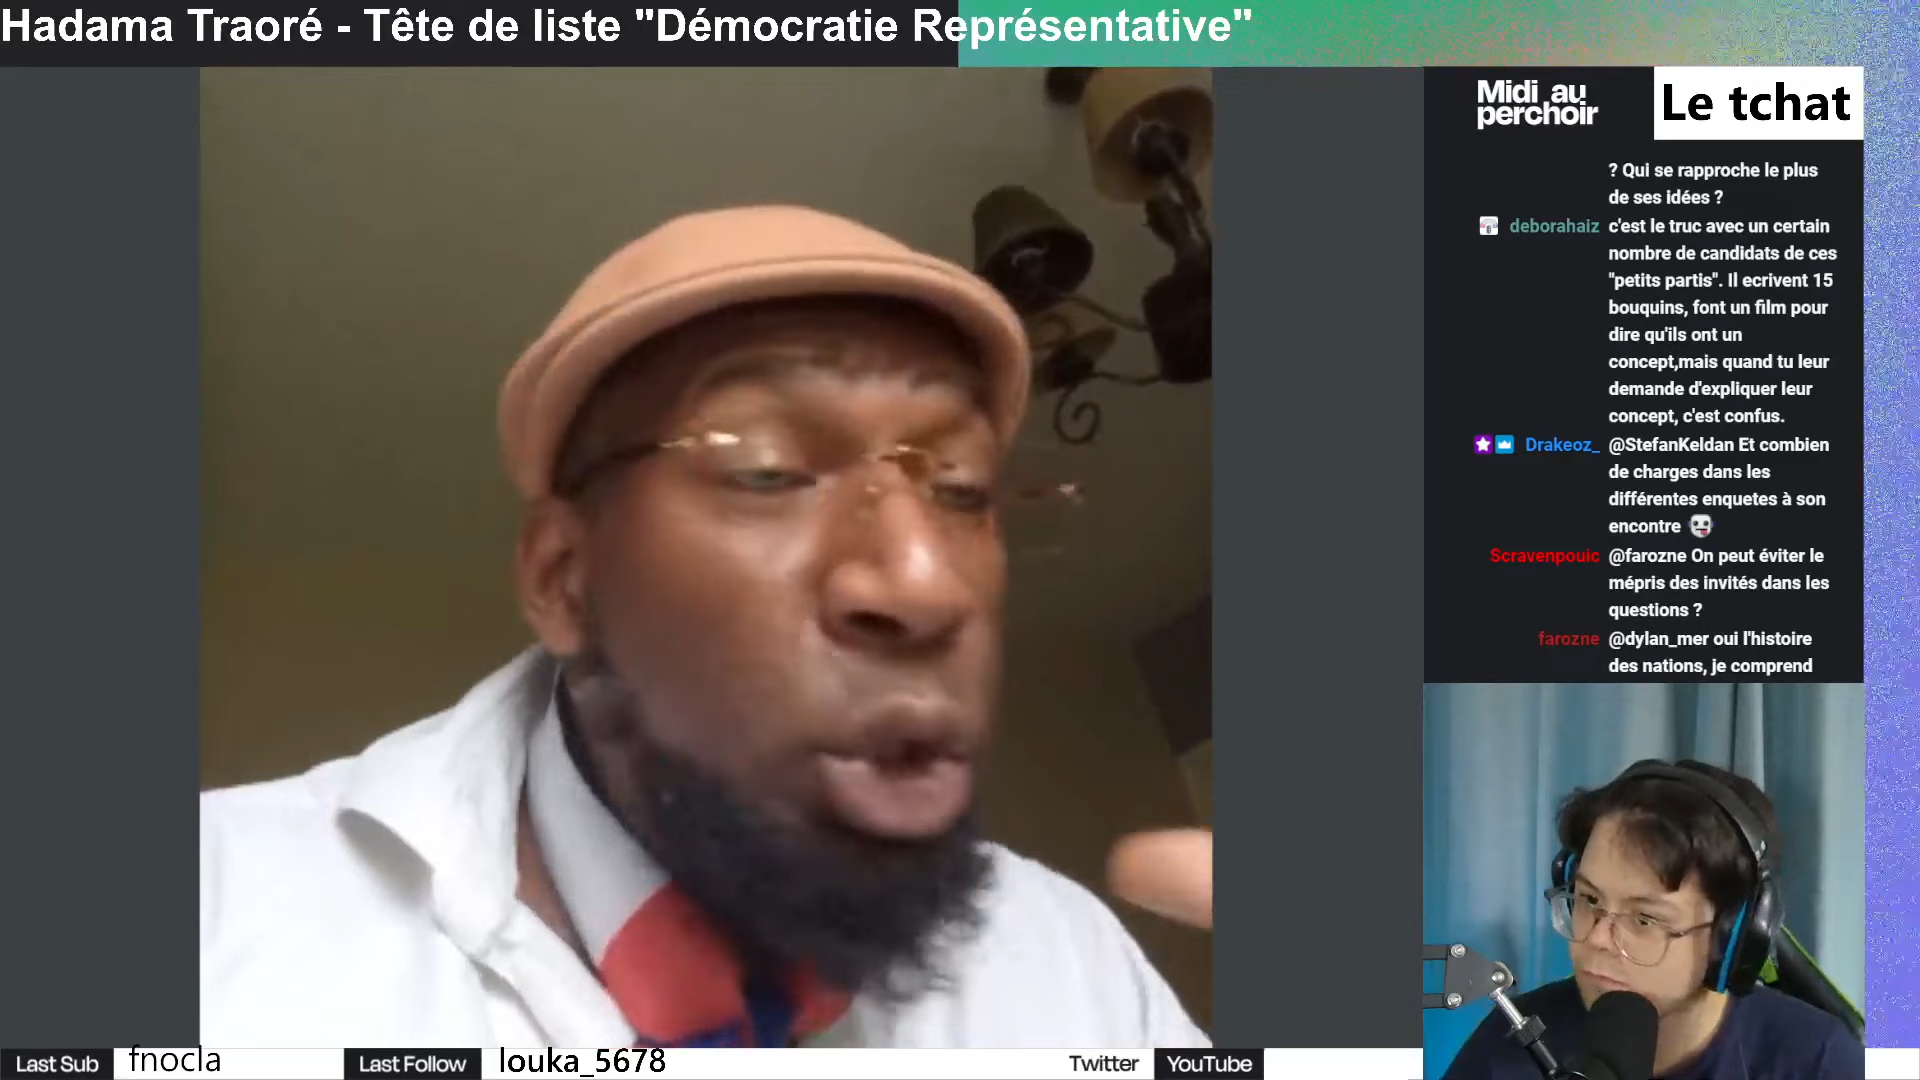 Hadama Traoré - Tête de liste "Démocratie Représentative"
Midi au
perchoir
Le tchat
? Qui se rapproche le plus
de ses idées ?
deborahaiz c'est le truc avec un certain
nombre de candidats de ces
"petits partis". Il ecrivent 15
bouquins, font un film pour
dire qu'ils ont un
concept,mais quand tu leur
demande d'expliquer leur
concept, c'est confus.
Drakeoz_ @StefanKeldan Et combien
de charges dans les
différentes enquetes à son
encontre
Scravenpouic @farozne On peut éviter le
mépris des invités dans les
questions ?
farozne @dylan_mer oui l'histoire
des nations, je comprend
Last Sub fnocla Last Follow louka_5678 Twitter YouTube